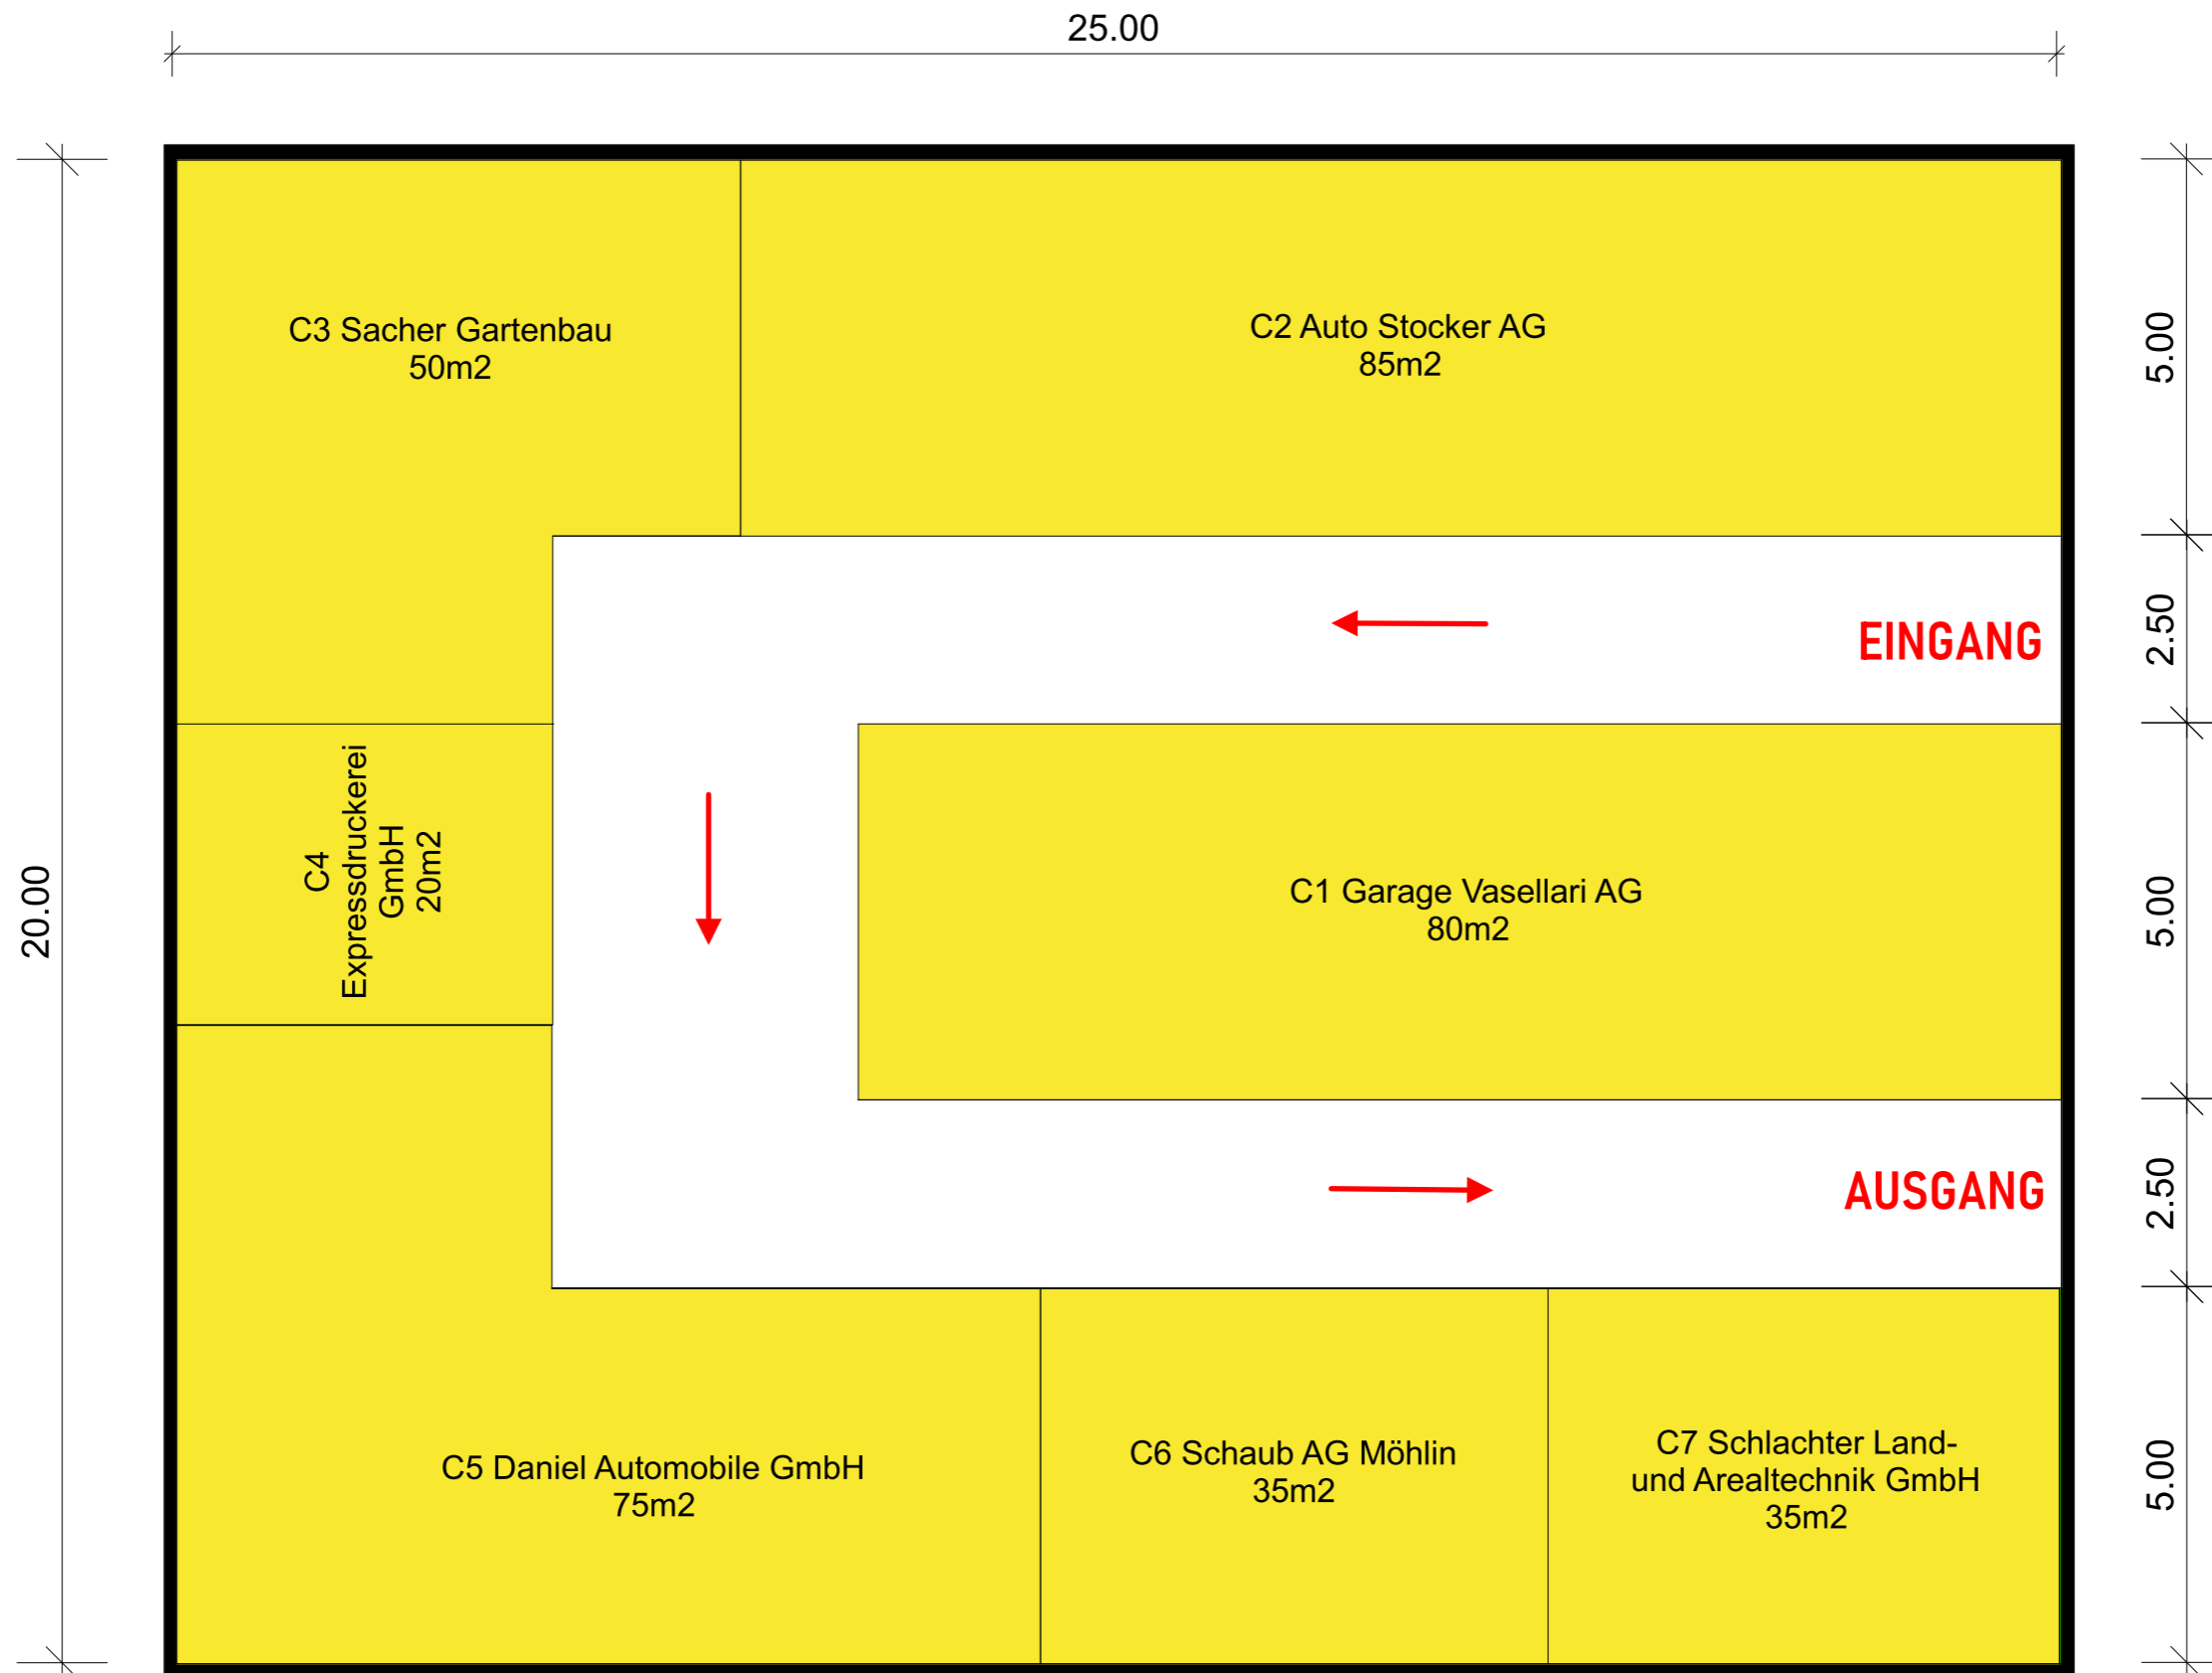 25.00
C3 Sacher Gartenbau
50m2
C2 Auto Stocker AG
85m2
5.00
EINGANG
2.50
C4
Expressdruckerei
GmbH
20m2
20.00
C1 Garage Vasellari AG
80m2
5.00
AUSGANG
2.50
C5 Daniel Automobile GmbH
75m2
C6 Schaub AG Möhlin
35m2
C7 Schlachter Land-
und Arealtechnik GmbH
35m2
5.00